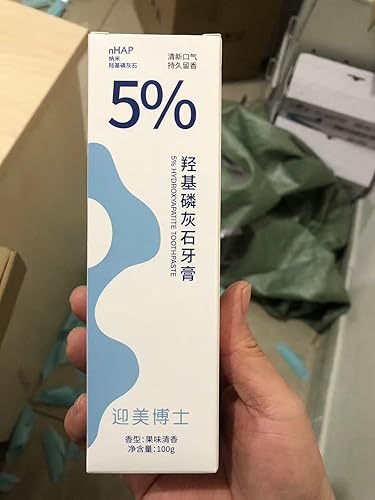 nHAP
纳米
羟基磷灰石
清新口气
持久留香
5%
羟基磷灰石牙膏
5% HYDROXYAPATITE TOOTHPASTE
迎美博士
香型:果味清香
净含量:100g